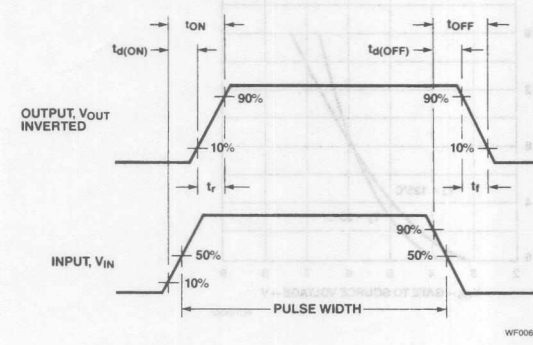 tON
tOFF
td(ON)
td(OFF)
90%
90%
OUTPUT, VOUT
INVERTED
10%
10%
tr
tf
90%
INPUT, VIN
50%
50%
10%
PULSE WIDTH
WF006